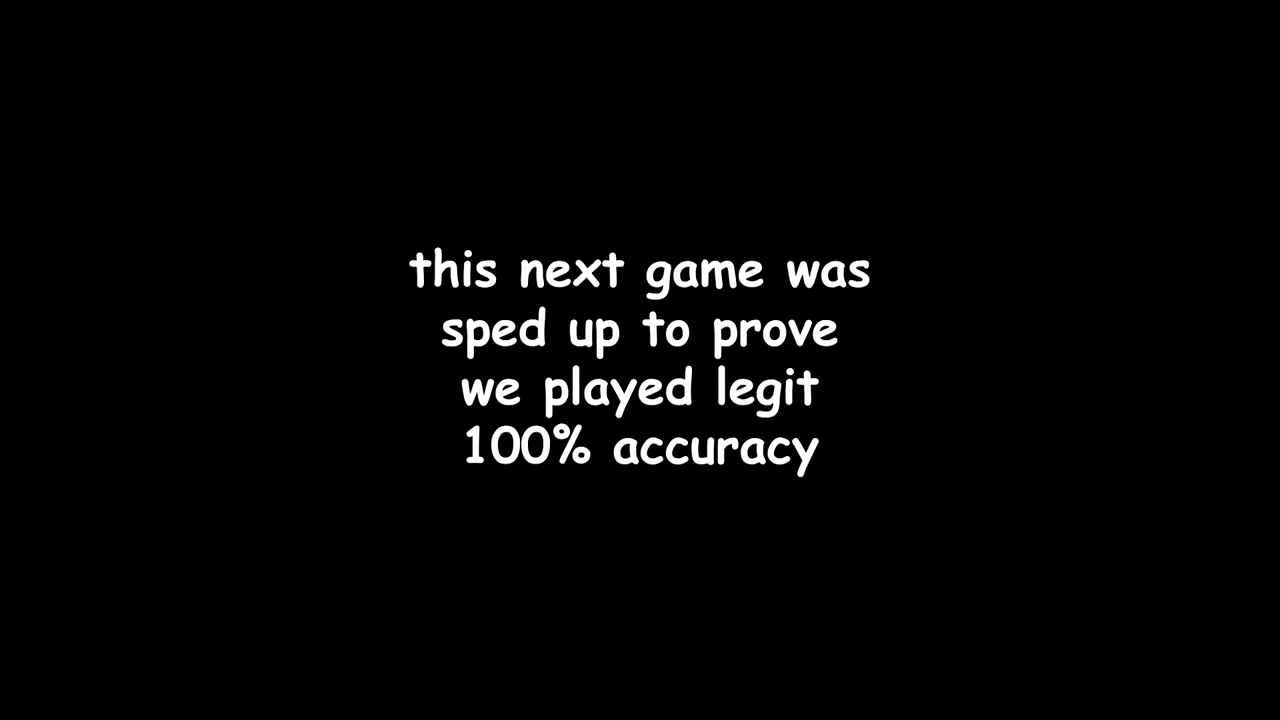 this next game was
sped up to prove
we played legit
100% accuracy